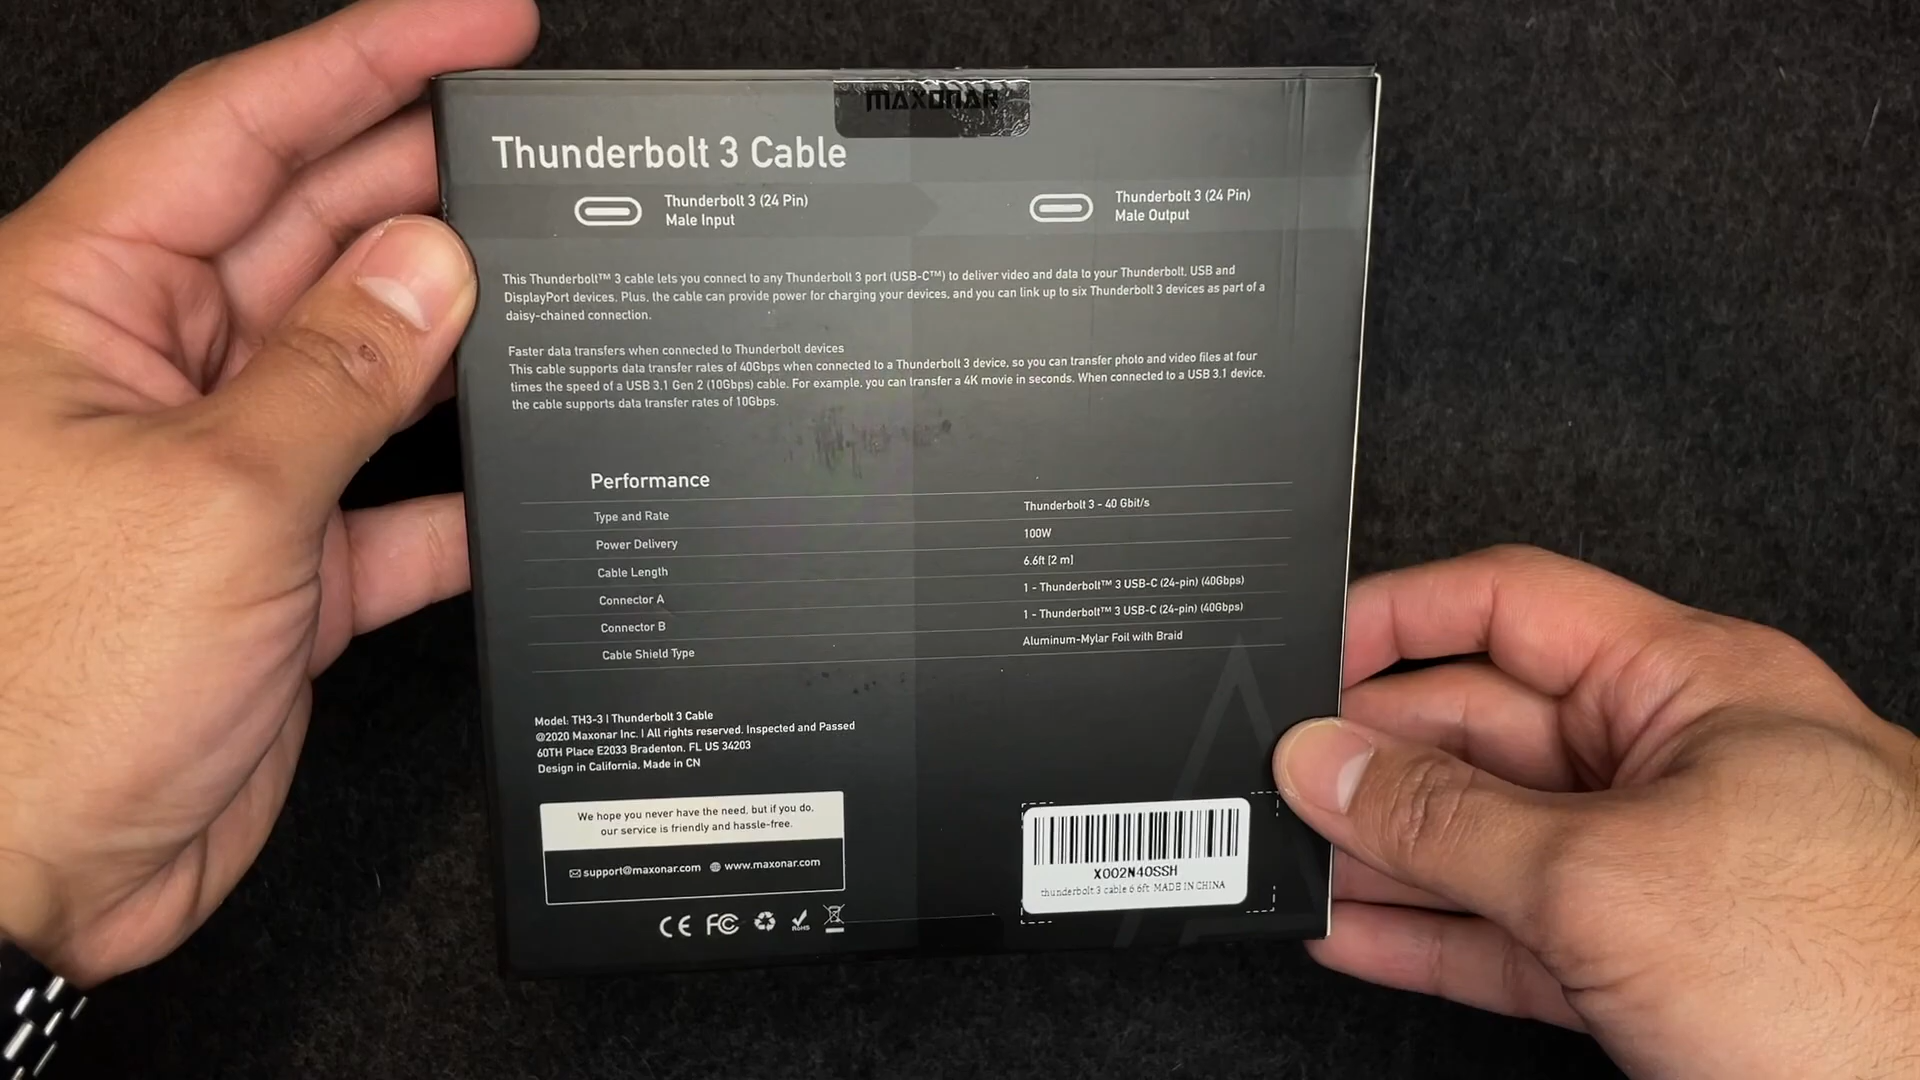 MAXONAR
Thunderbolt 3 Cable
Thunderbolt 3 (24 Pin)
Male Input
Thunderbolt 3 (24 Pin)
Male Output
This Thunderbolt™ 3 cable lets you connect to any Thunderbolt 3 port (USB-C™) to deliver video and data to your Thunderbolt, USB and
DisplayPort devices. Plus, the cable can provide power for charging your devices, and you can link up to six Thunderbolt 3 devices as part of a
daisy-chained connection.
Faster data transfers when connected to Thunderbolt devices
This cable supports data transfer rates of 40Gbps when connected to a Thunderbolt 3 device, so you can transfer photo and video files at four
times the speed of a USB 3.1 Gen 2 (10Gbps) cable. For example, you can transfer a 4K movie in seconds. When connected to a USB 3.1 device,
the cable supports data transfer rates of 10Gbps.
Performance
Type and Rate Thunderbolt 3 - 40 Gbit/s
Power Delivery 100W
Cable Length 6.6ft [2 m]
Connector A 1 - Thunderbolt™ 3 USB-C (24-pin) (40Gbps)
Connector B 1 - Thunderbolt™ 3 USB-C (24-pin) (40Gbps)
Cable Shield Type Aluminum-Mylar Foil with Braid
Model: TH3-3 | Thunderbolt 3 Cable
@2020 Maxonar Inc. | All rights reserved. Inspected and Passed
60TH Place E2033 Bradenton, FL US 34203
Design in California, Made in CN
We hope you never have the need, but if you do,
our service is friendly and hassle-free.
support@maxonar.com www.maxonar.com
CE FC RoHS
X002N40SSH
thunderbolt 3 cable 6.6ft MADE IN CHINA